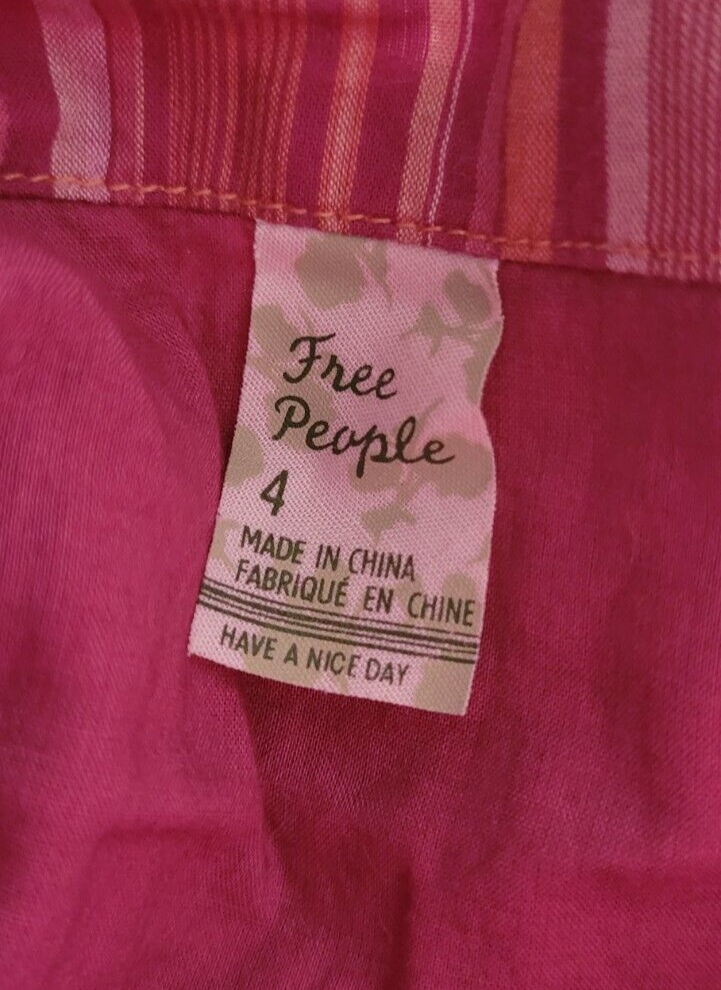 Free
People
4
MADE IN CHINA
FABRIQUÉ EN CHINE
HAVE A NICE DAY